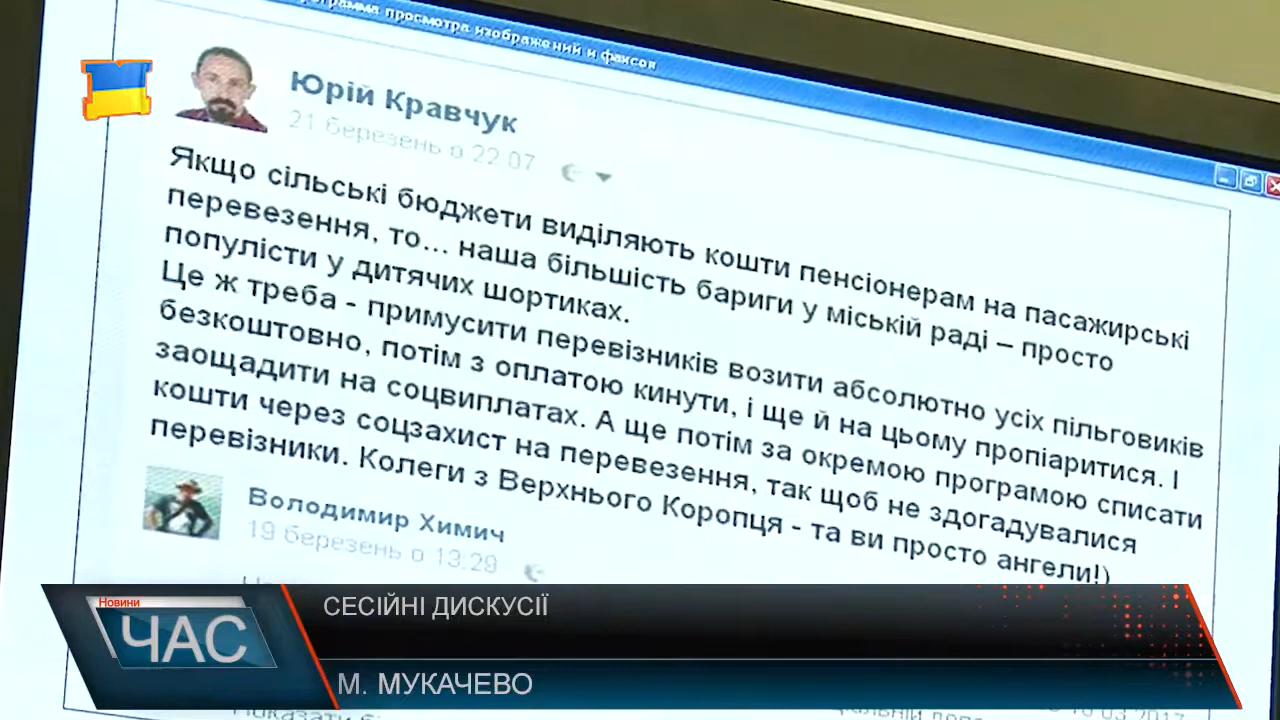 программа просмотра изображений и факсов
Юрій Кравчук
21 березень о 22:07
Якщо сільські бюджети виділяють кошти пенсіонерам на пасажирські
перевезення, то... наша більшість бариги у міській раді – просто
популісти у дитячих шортиках.
Це ж треба - примусити перевізників возити абсолютно усіх пільговиків
безкоштовно, потім з оплатою кинути, і ще й на цьому пропіаритися. І
заощадити на соцвиплатах. А ще потім за окремою програмою списати
кошти через соцзахист на перевезення, так щоб не здогадувалися
перевізники. Колеги з Верхнього Коропця - та ви просто ангели!)
Володимир Химич
19 березень о 13:29
Новини
ЧАС
СЕСІЙНІ ДИСКУСІЇ
М. МУКАЧЕВО